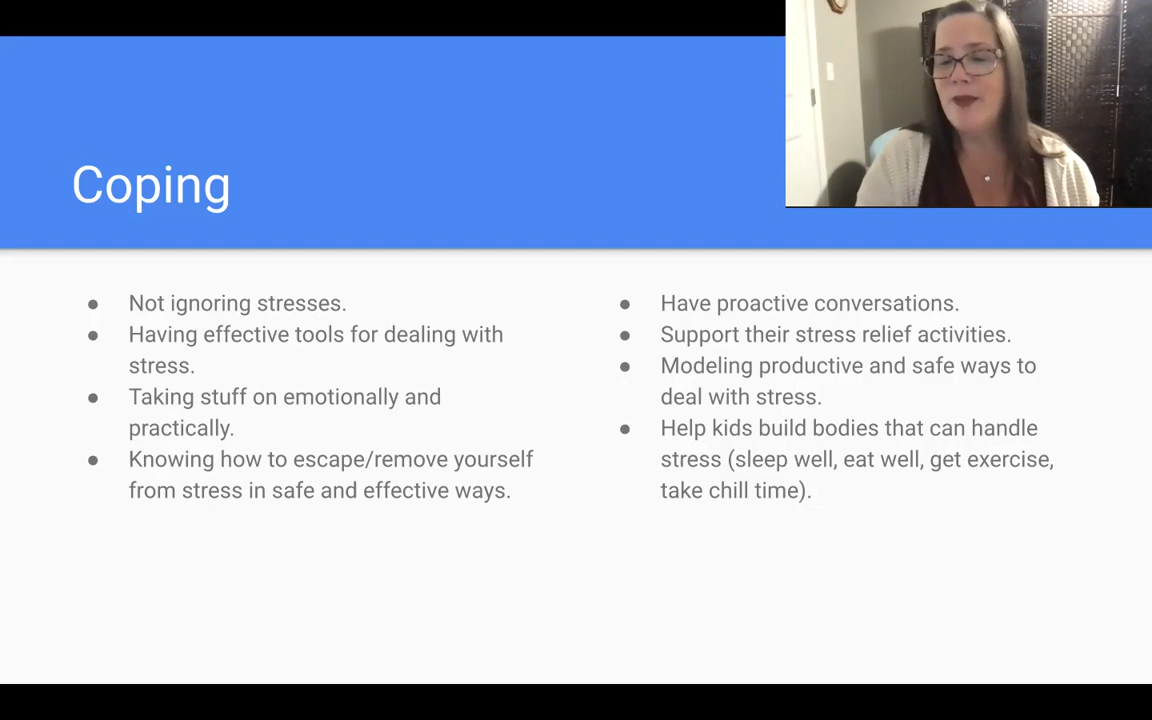 Coping
● Not ignoring stresses.
● Having effective tools for dealing with
stress.
● Taking stuff on emotionally and
practically.
● Knowing how to escape/remove yourself
from stress in safe and effective ways.
● Have proactive conversations.
● Support their stress relief activities.
● Modeling productive and safe ways to
deal with stress.
● Help kids build bodies that can handle
stress (sleep well, eat well, get exercise,
take chill time).